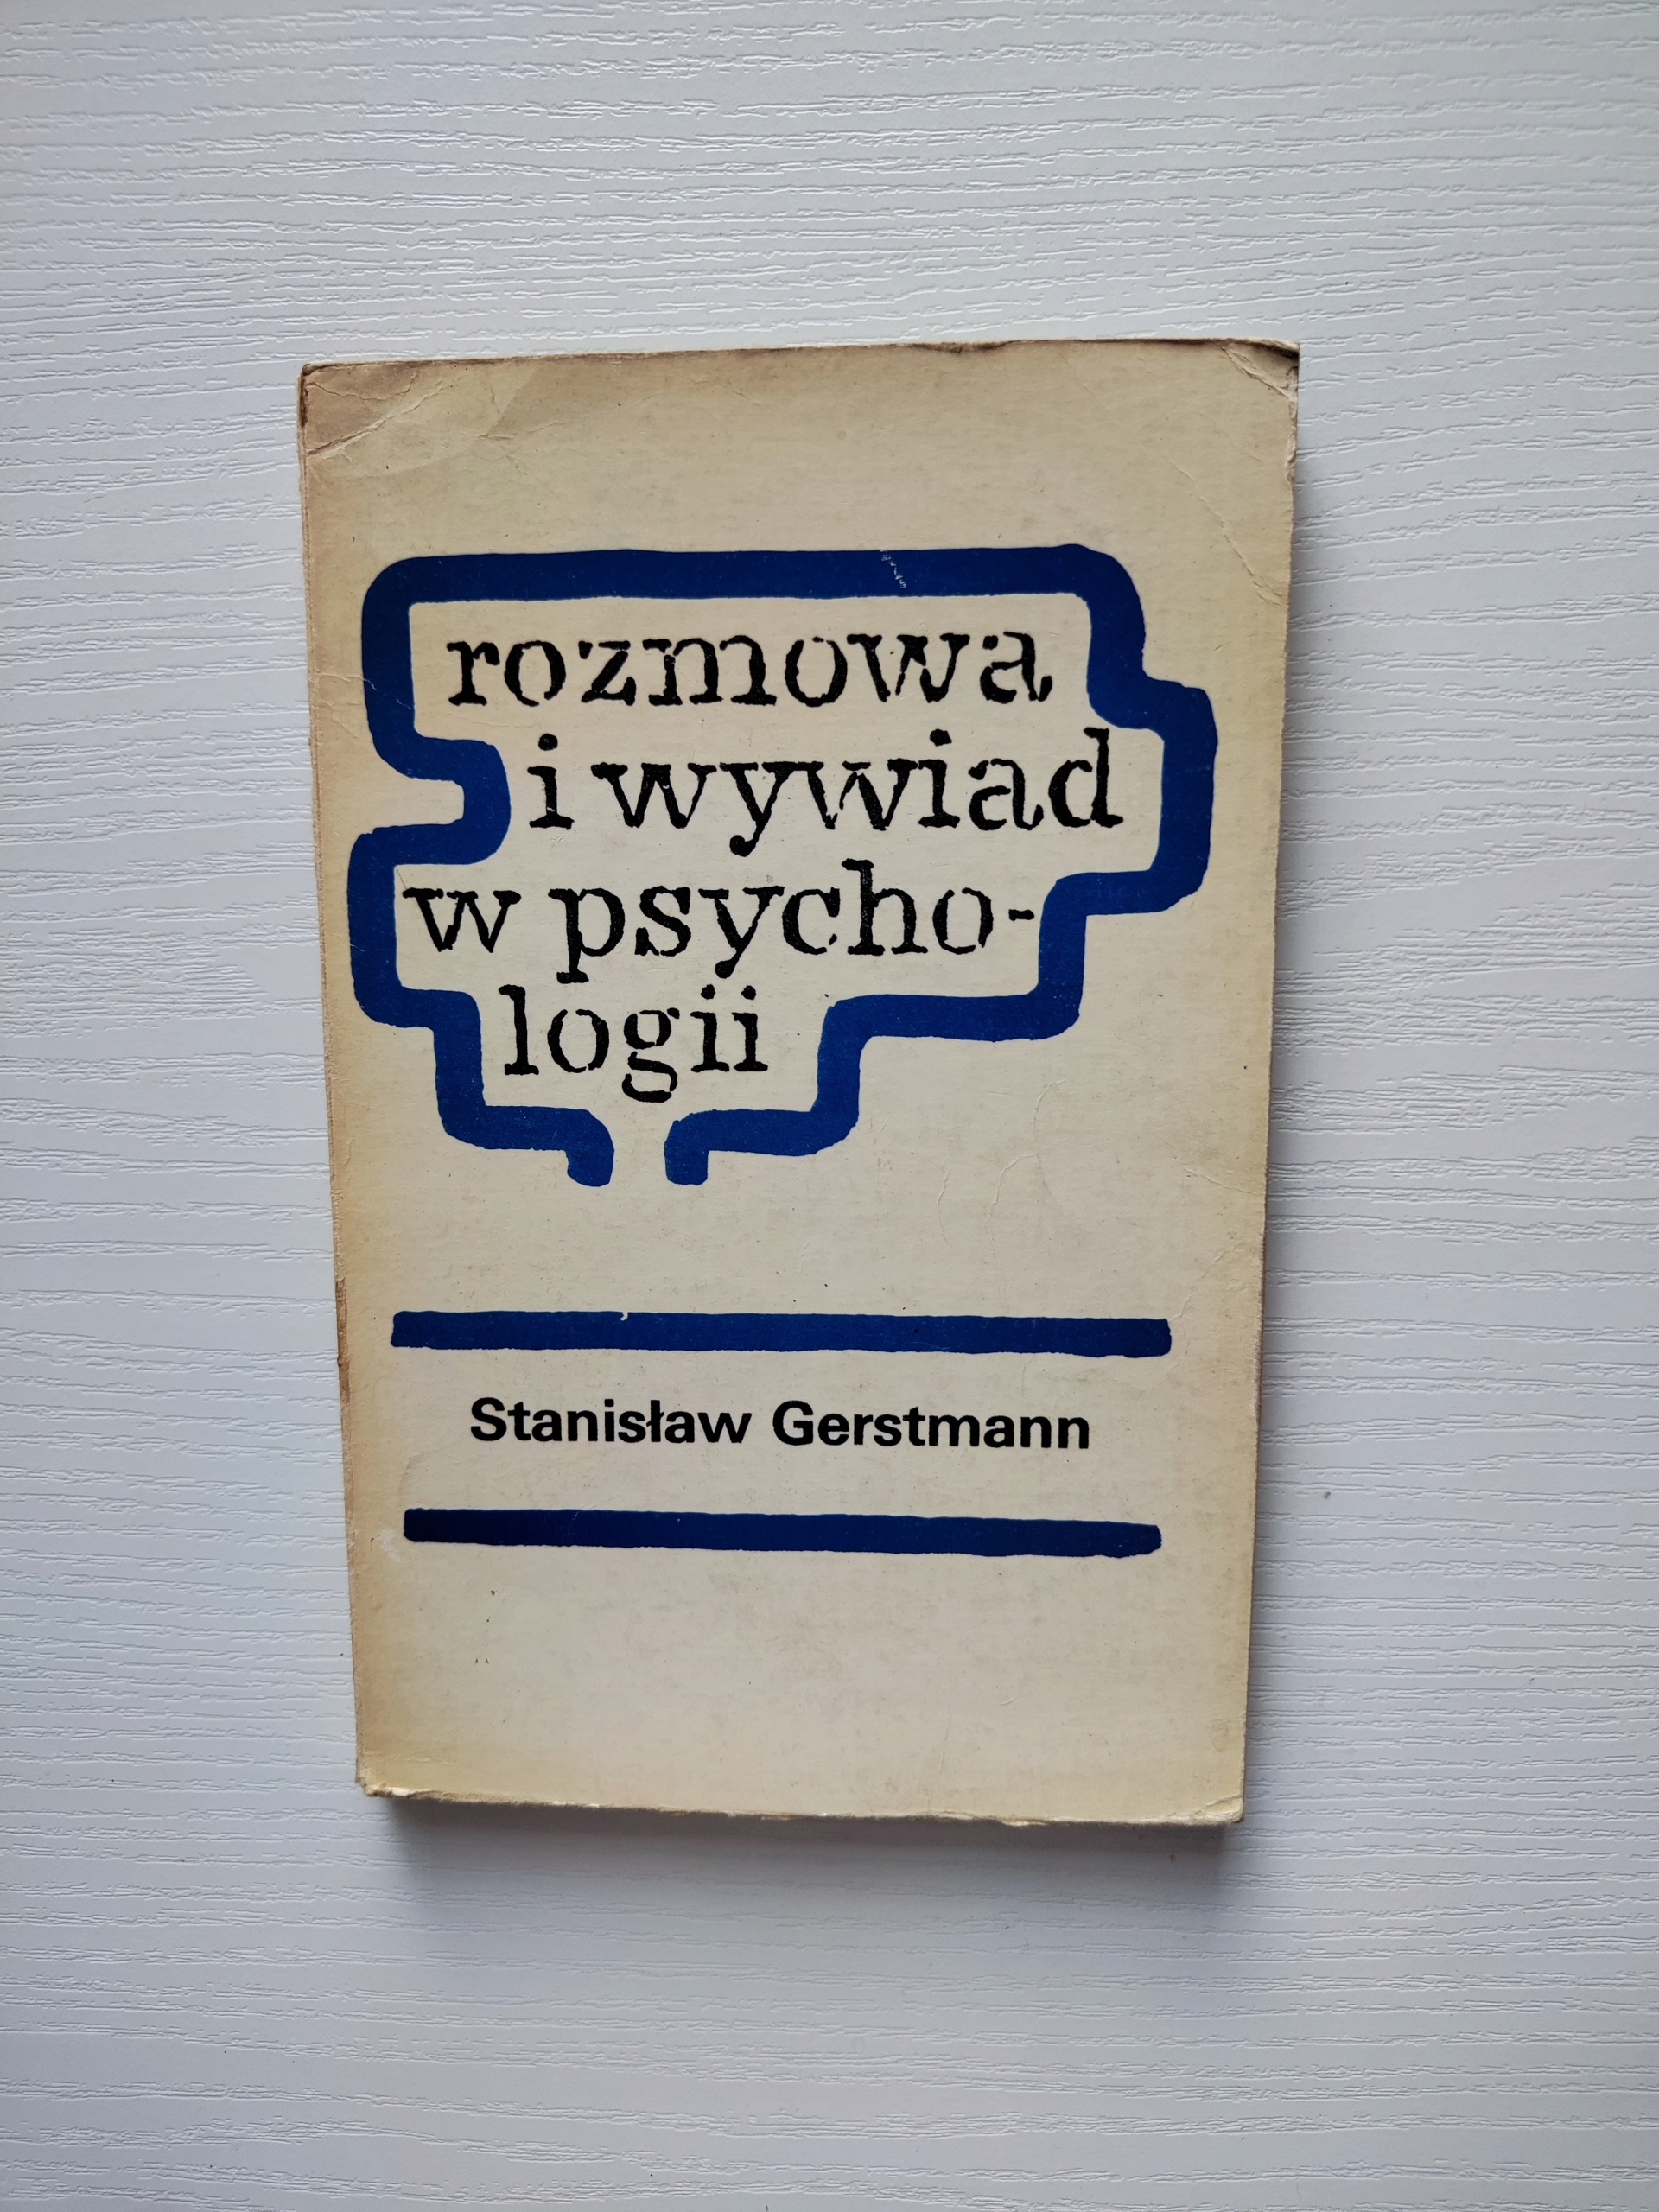 rozmowa
i wywiad
w psycho-
logii
Stanisław Gerstmann